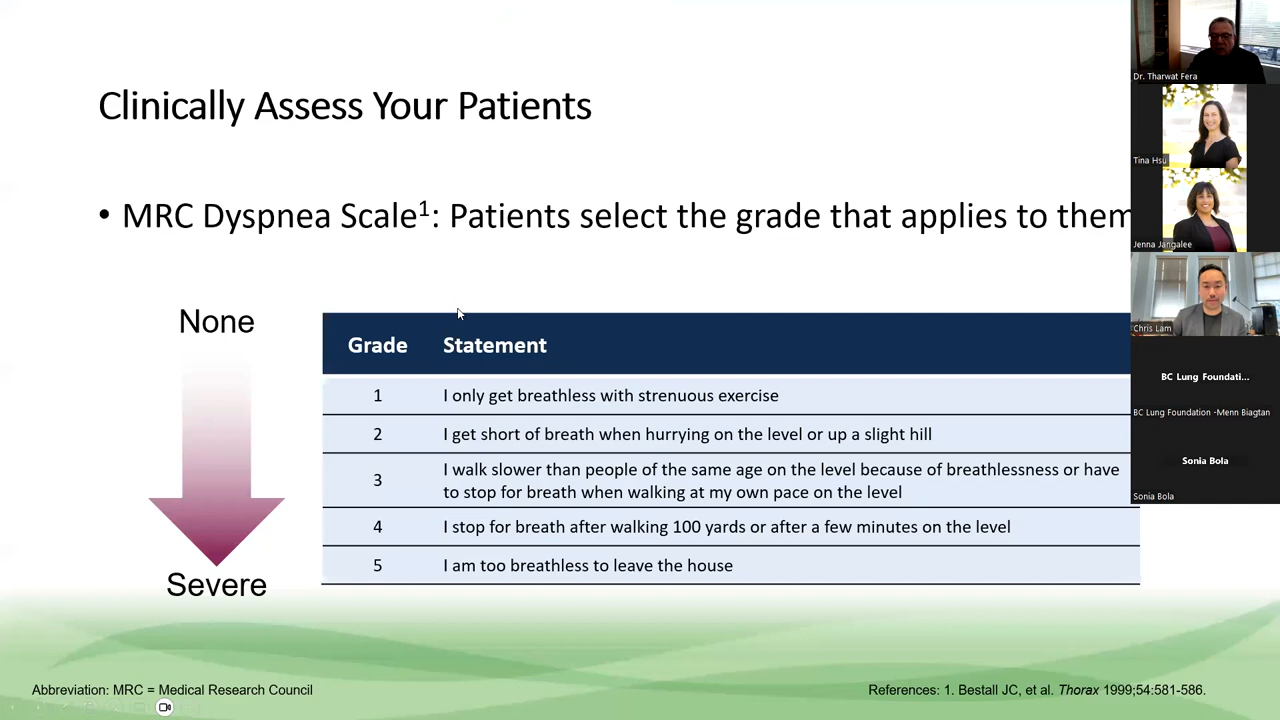 Clinically Assess Your Patients
• MRC Dyspnea Scale1: Patients select the grade that applies to them
None
Severe
Grade Statement
1 I only get breathless with strenuous exercise
2 I get short of breath when hurrying on the level or up a slight hill
3 I walk slower than people of the same age on the level because of breathlessness or have
to stop for breath when walking at my own pace on the level
4 I stop for breath after walking 100 yards or after a few minutes on the level
5 I am too breathless to leave the house
Abbreviation: MRC = Medical Research Council
References: 1. Bestall JC, et al. Thorax 1999;54:581-586.
Dr. Tharwat Fera
Tina Hsu
Jenna Jangalee
Chris Lam
BC Lung Foundati...
BC Lung Foundation -Menn Biagtan
Sonia Bola
Sonia Bola